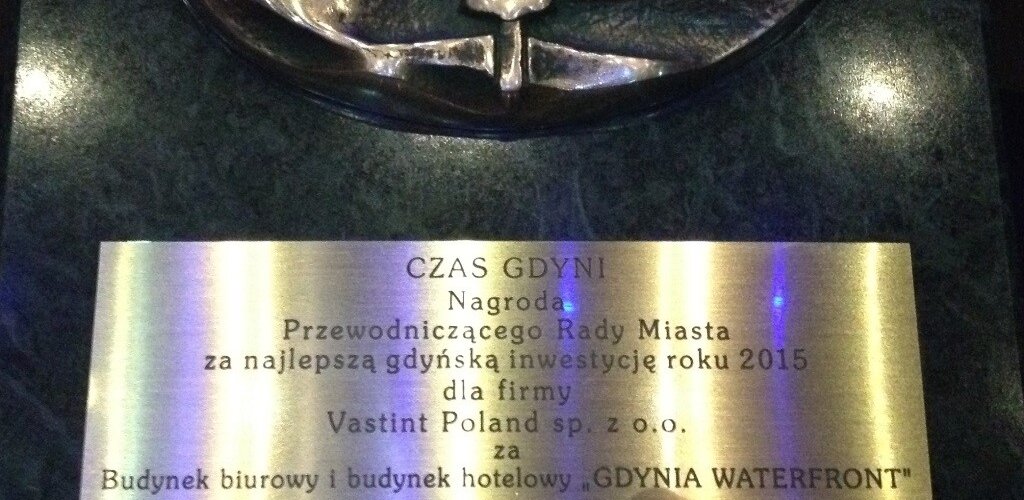 CZAS GDYNI
Nagroda
Przewodniczącego Rady Miasta
za najlepszą gdyńską inwestycję roku 2015
dla firmy
Vastint Poland sp. z o.o.
za
Budynek biurowy i budynek hotelowy „GDYNIA WATERFRONT"